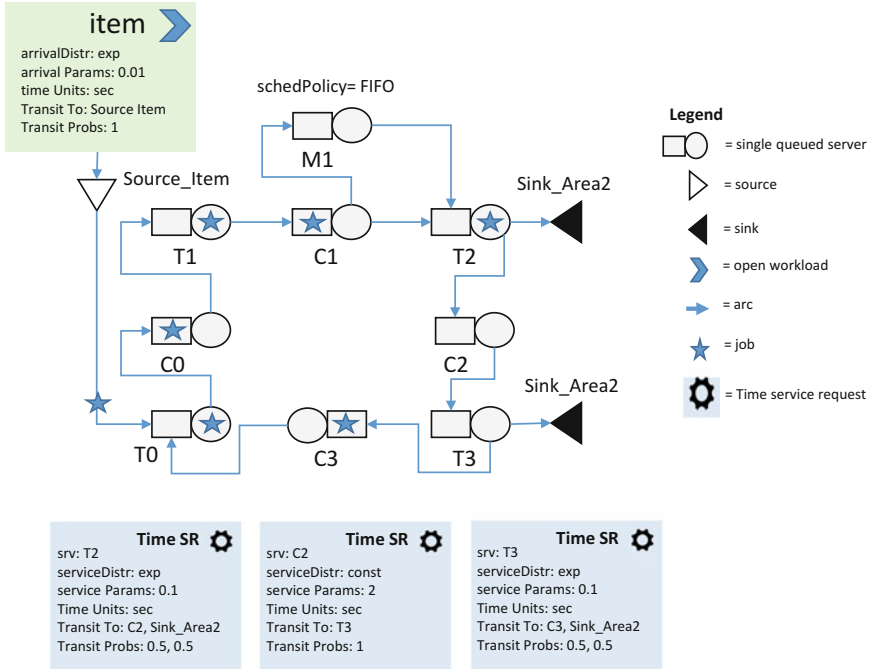 item
arrivalDistr: exp
arrival Params: 0.01
time Units: sec
Transit To: Source Item
Transit Probs: 1
schedPolicy= FIFO
M1
Source_Item
Sink_Area2
T1
C1
T2
C0
C2
Sink_Area2
T0
C3
T3
Legend
= single queued server
= source
= sink
= open workload
= arc
= job
= Time service request
Time SR
srv: T2
serviceDistr: exp
service Params: 0.1
Time Units: sec
Transit To: C2, Sink_Area2
Transit Probs: 0.5, 0.5
Time SR
srv: C2
serviceDistr: const
service Params: 2
Time Units: sec
Transit To: T3
Transit Probs: 1
Time SR
srv: T3
serviceDistr: exp
service Params: 0.1
Time Units: sec
Transit To: C3, Sink_Area2
Transit Probs: 0.5, 0.5